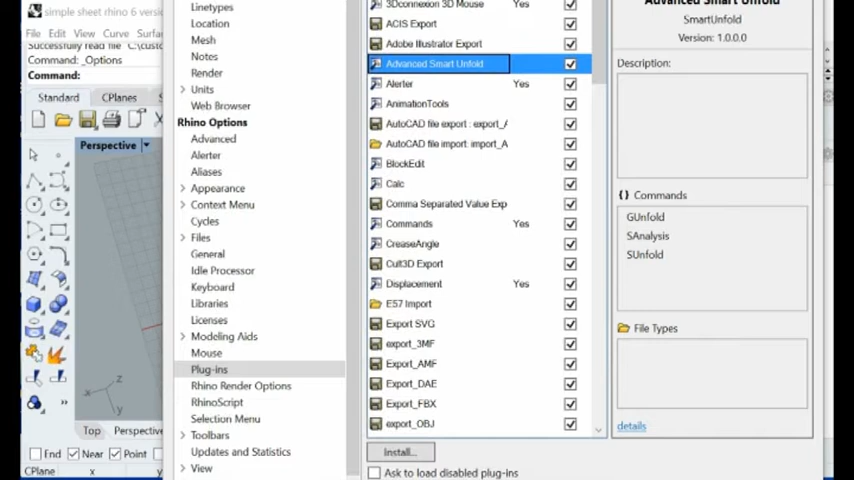 simple sheet rhino 6 versi
File Edit View Curve Surfa
Successfully read file "C:\custo
Command: _Options
Command:
Standard CPlanes S
Perspective
z
x
y
Top Perspective
End Near Point
CPlane x y
Linetypes
Location
Mesh
Notes
Render
Units
Web Browser
Rhino Options
Advanced
Alerter
Aliases
Appearance
Context Menu
Cycles
Files
General
Idle Processor
Keyboard
Libraries
Licenses
Modeling Aids
Mouse
Plug-ins
Rhino Render Options
RhinoScript
Selection Menu
Toolbars
Updates and Statistics
View
3Dconnexion 3D Mouse Yes
ACIS Export
Adobe Illustrator Export
Advanced Smart Unfold
Alerter Yes
AnimationTools
AutoCAD file export : export_A
AutoCAD file import: import_A
BlockEdit
Calc
Comma Separated Value Exp
Commands Yes
CreaseAngle
Cult3D Export
Displacement Yes
E57 Import
Export SVG
export_3MF
Export_AMF
Export_DAE
Export_FBX
export_OBJ
Install...
Ask to load disabled plug-ins
Advanced Smart Unfold
SmartUnfold
Version: 1.0.0.0
Description:
{} Commands
GUnfold
SAnalysis
SUnfold
File Types
details